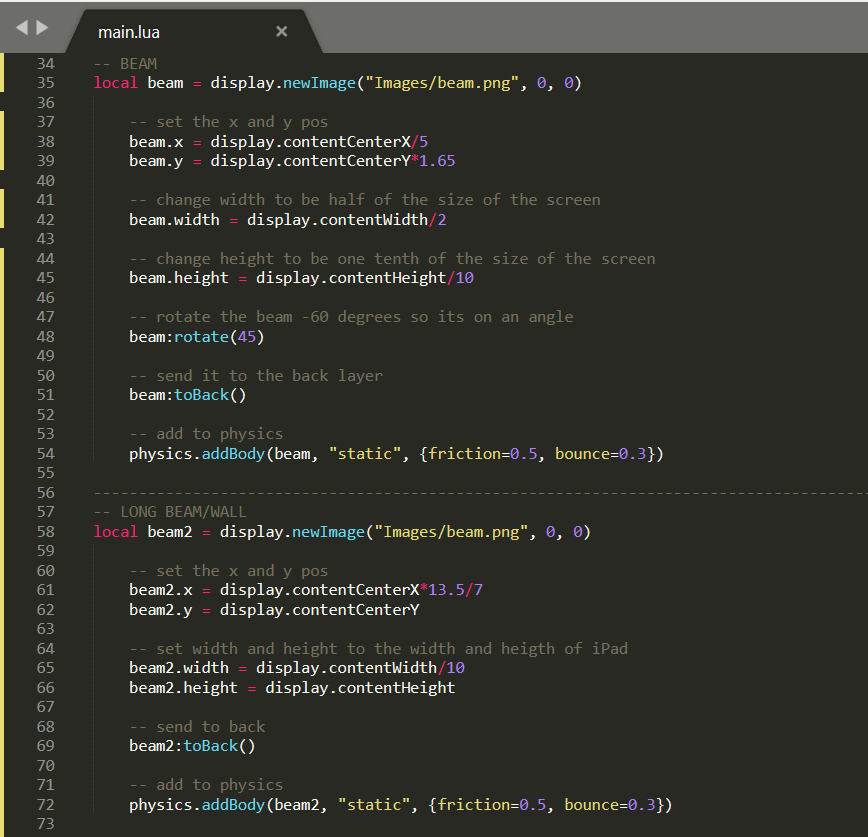 main.lua
34 -- BEAM
35 local beam = display.newImage("Images/beam.png", 0, 0)
36
37 -- set the x and y pos
38 beam.x = display.contentCenterX/5
39 beam.y = display.contentCenterY*1.65
40
41 -- change width to be half of the size of the screen
42 beam.width = display.contentWidth/2
43
44 -- change height to be one tenth of the size of the screen
45 beam.height = display.contentHeight/10
46
47 -- rotate the beam -60 degrees so its on an angle
48 beam:rotate(45)
49
50 -- send it to the back layer
51 beam:toBack()
52
53 -- add to physics
54 physics.addBody(beam, "static", {friction=0.5, bounce=0.3})
55
56 --------------------------------------------------------------------------------------
57 -- LONG BEAM/WALL
58 local beam2 = display.newImage("Images/beam.png", 0, 0)
59
60 -- set the x and y pos
61 beam2.x = display.contentCenterX*13.5/7
62 beam2.y = display.contentCenterY
63
64 -- set width and height to the width and heigth of iPad
65 beam2.width = display.contentWidth/10
66 beam2.height = display.contentHeight
67
68 -- send to back
69 beam2:toBack()
70
71 -- add to physics
72 physics.addBody(beam2, "static", {friction=0.5, bounce=0.3})
73